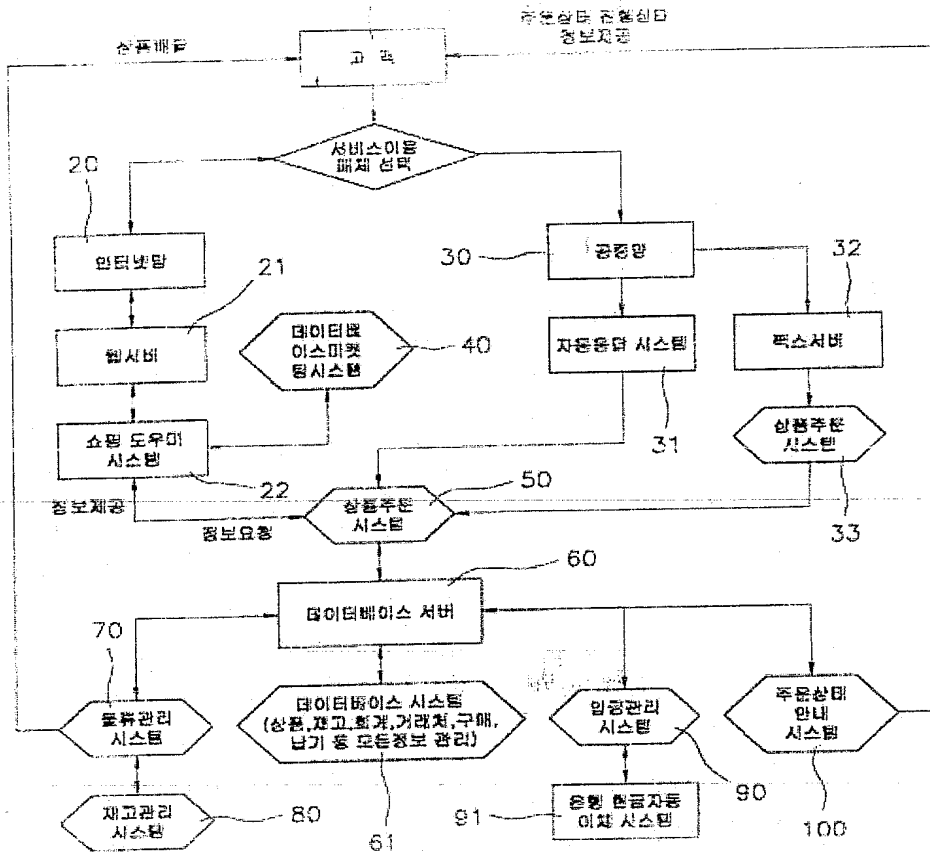 상품배달
주문상태 진행상태
정보제공
고 객
서비스이용
매체 선택
20
인터넷망
21
웹서버
데이터베
이스마켓
팅시스템
40
쇼핑 도우미
시스템
22
30
공중망
32
자동응답 시스템
31
팩스서버
상품주문
시스템
33
정보제공
정보요청
상품주문
시스템
50
60
데이터베이스 서버
70
물류관리
시스템
데이터베이스 시스템
(상품,재고,회계,거래처,구매,
납기 등 모든정보 관리)
61
입금관리
시스템
90
주문상태
안내
시스템
100
재고관리
시스템
80
91
은행 현금자동
이체 시스템